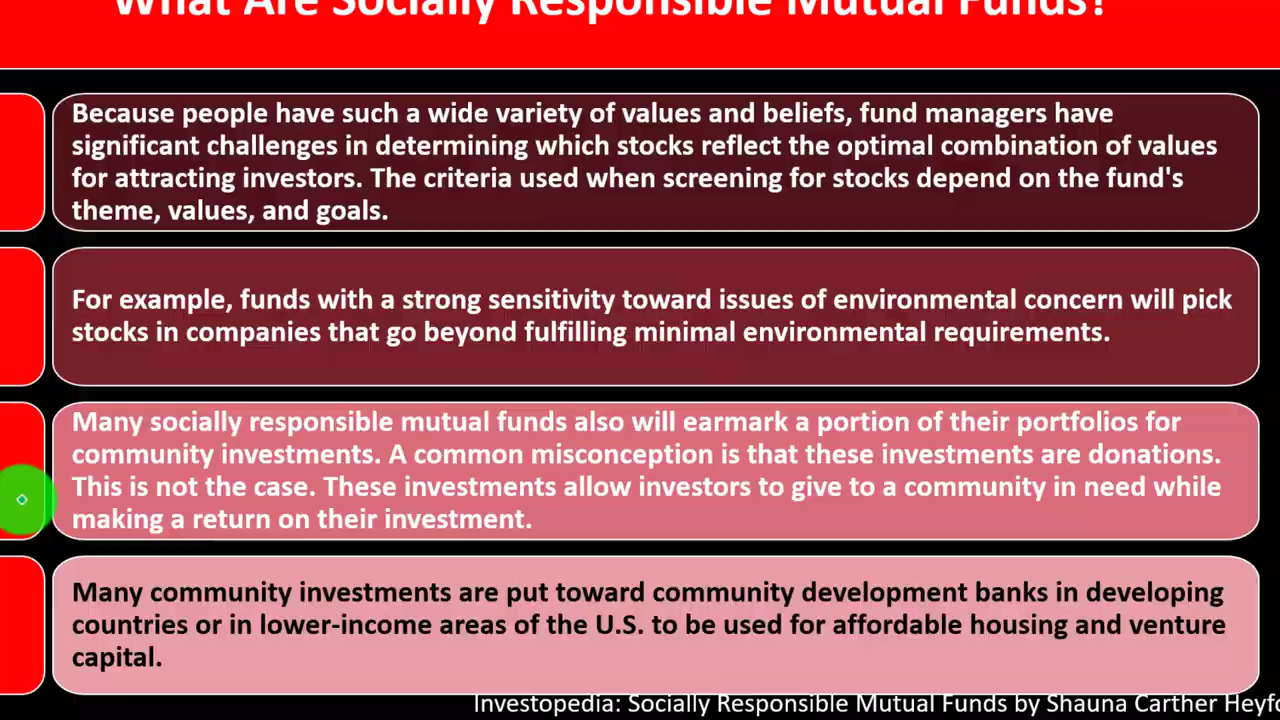 What Are Socially Responsible Mutual Funds?
Because people have such a wide variety of values and beliefs, fund managers have
significant challenges in determining which stocks reflect the optimal combination of values
for attracting investors. The criteria used when screening for stocks depend on the fund's
theme, values, and goals.
For example, funds with a strong sensitivity toward issues of environmental concern will pick
stocks in companies that go beyond fulfilling minimal environmental requirements.
Many socially responsible mutual funds also will earmark a portion of their portfolios for
community investments. A common misconception is that these investments are donations.
This is not the case. These investments allow investors to give to a community in need while
making a return on their investment.
Many community investments are put toward community development banks in developing
countries or in lower-income areas of the U.S. to be used for affordable housing and venture
capital.
Investopedia: Socially Responsible Mutual Funds by Shauna Carther